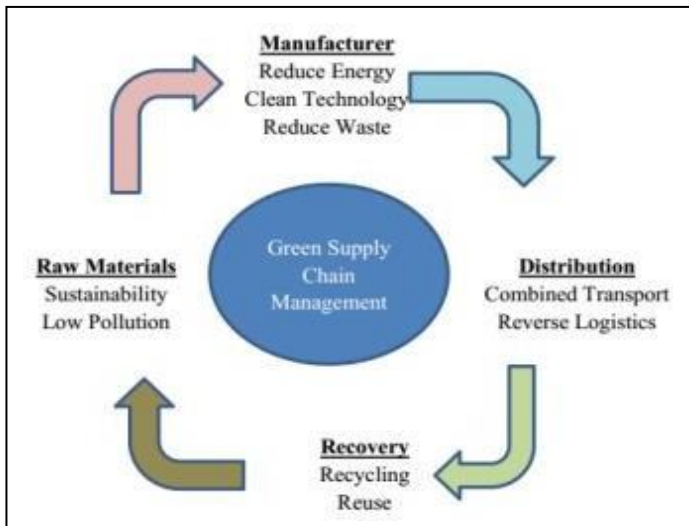 Manufacturer
Reduce Energy
Clean Technology
Reduce Waste
Green Supply
Chain
Management
Raw Materials
Sustainability
Low Pollution
Distribution
Combined Transport
Reverse Logistics
Recovery
Recycling
Reuse